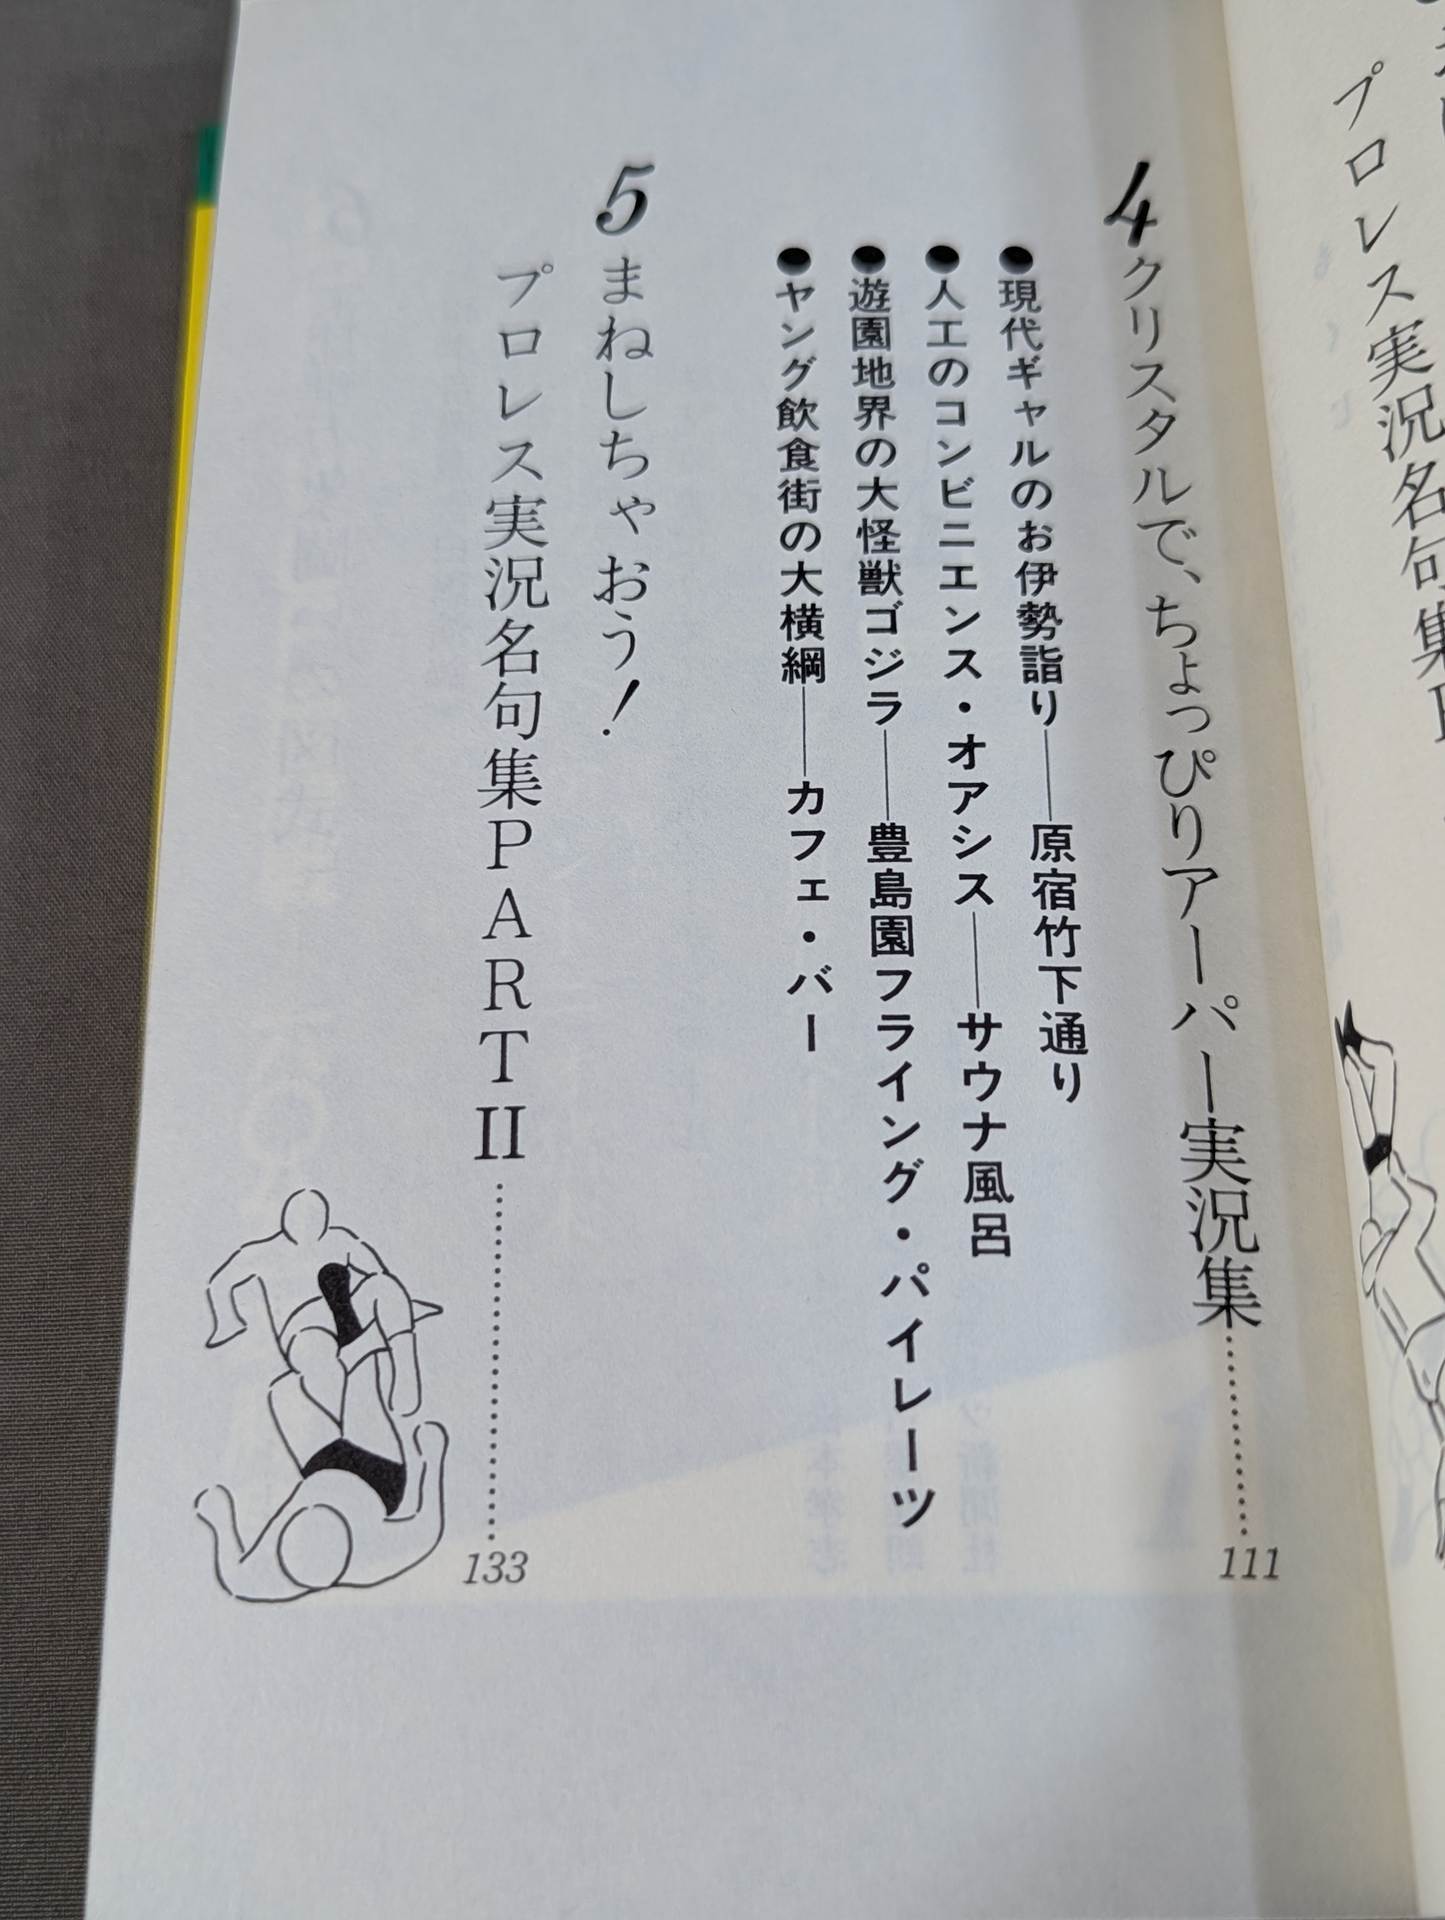 プロレス実況名句集P
4 クリスタルで、ちょっぴりアーパー実況集……111
●現代ギャルのお伊勢詣り——原宿竹下通り
●人工のコンビニエンス・オアシス——サウナ風呂
●遊園地界の大怪獣ゴジラ——豊島園フライング・パイレーツ
●ヤング飲食街の大横綱——カフェ・バー
5 まねしちゃおう！
プロレス実況名句集PARTⅡ……133